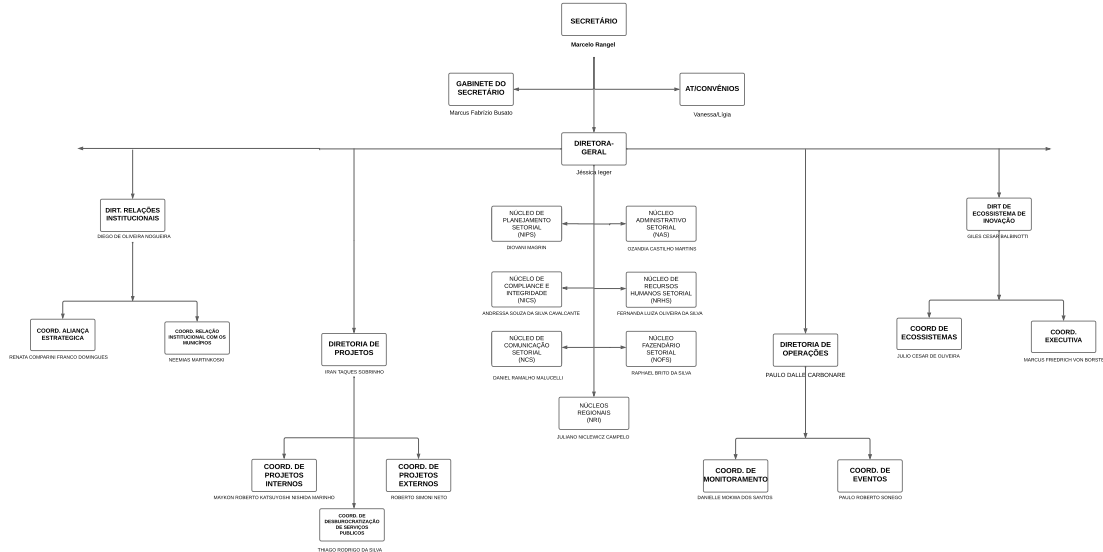 SECRETÁRIO
Marcelo Rangel
GABINETE DO
SECRETÁRIO
Marcus Fabrízio Busato
AT/CONVÊNIOS
Vanessa/Lígia
DIRETORA-
GERAL
Jéssica Ieger
DIRT. RELAÇÕES
INSTITUCIONAIS
DIEGO DE OLIVEIRA NOGUEIRA
COORD. ALIANÇA
ESTRATEGICA
RENATA COMPARINI FRANCO DOMINGUES
COORD. RELAÇÃO
INSTITUCIONAL COM OS
MUNICÍPIOS
NEEMIAS MARTINKOSKI
DIRETORIA DE
PROJETOS
IRAN TAQUES SOBRINHO
COORD. DE
PROJETOS
INTERNOS
MAYKON ROBERTO KATSUYOSHI NISHIDA MARINHO
COORD. DE
PROJETOS
EXTERNOS
ROBERTO SIMONI NETO
COORD. DE
DESBUROCRATIZAÇÃO
DE SERVIÇOS
PUBLICOS
THIAGO RODRIGO DA SILVA
NÚCLEO DE
PLANEJAMENTO
SETORIAL
(NIPS)
DIOVANI MAGRIN
NÚCLEO
ADMINISTRATIVO
SETORIAL
(NAS)
OZANDIA CASTILHO MARTINS
NÚCELO DE
COMPLIANCE E
INTEGRIDADE
(NICS)
ANDRESSA SOUZA DA SILVA CAVALCANTE
NÚCLEO DE
RECURSOS
HUMANOS SETORIAL
(NRHS)
FERNANDA LUIZA OLIVEIRA DA SILVA
NÚCLEO DE
COMUNICAÇÃO
SETORIAL
(NCS)
DANIEL RAMALHO MALUCELLI
NÚCLEO
FAZENDÁRIO
SETORIAL
(NOFS)
RAPHAEL BRITO DA SILVA
NÚCLEOS
REGIONAIS
(NRI)
JULIANO NICLEWICZ CAMPELO
DIRETORIA DE
OPERAÇÕES
PAULO DALLE CARBONARE
COORD. DE
MONITORAMENTO
DANIELLE MOKWA DOS SANTOS
COORD. DE
EVENTOS
PAULO ROBERTO SONEGO
DIRT DE
ECOSSISTEMA DE
INOVAÇÃO
GILES CESAR BALBINOTTI
COORD DE
ECOSSISTEMAS
JULIO CESAR DE OLIVEIRA
COORD.
EXECUTIVA
MARCUS FRIEDRICH VON BORSTE